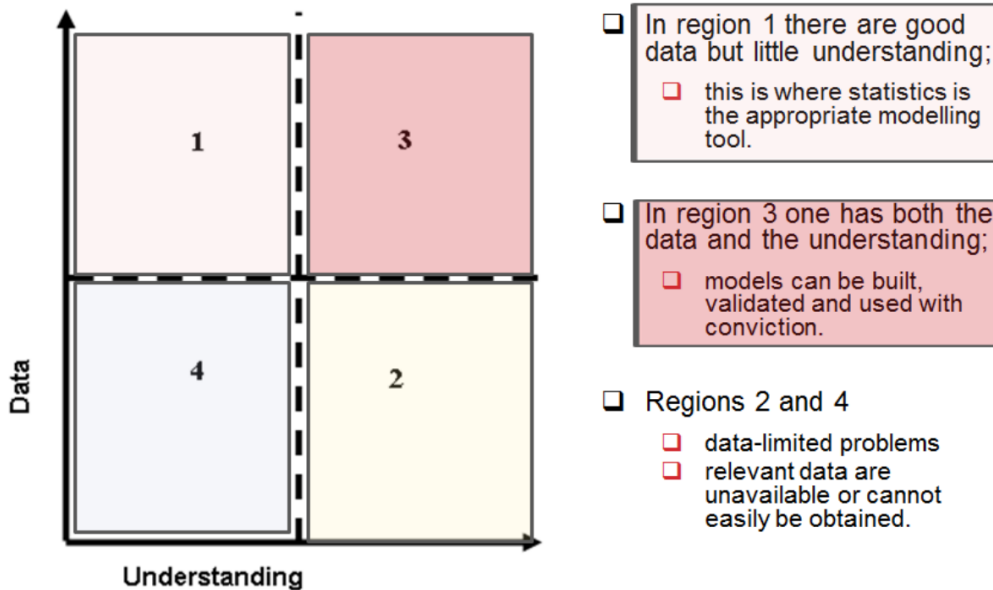 1
3
4
2
Data
Understanding
In region 1 there are good
data but little understanding;
this is where statistics is
the appropriate modelling
tool.
In region 3 one has both the
data and the understanding;
models can be built,
validated and used with
conviction.
Regions 2 and 4
data-limited problems
relevant data are
unavailable or cannot
easily be obtained.